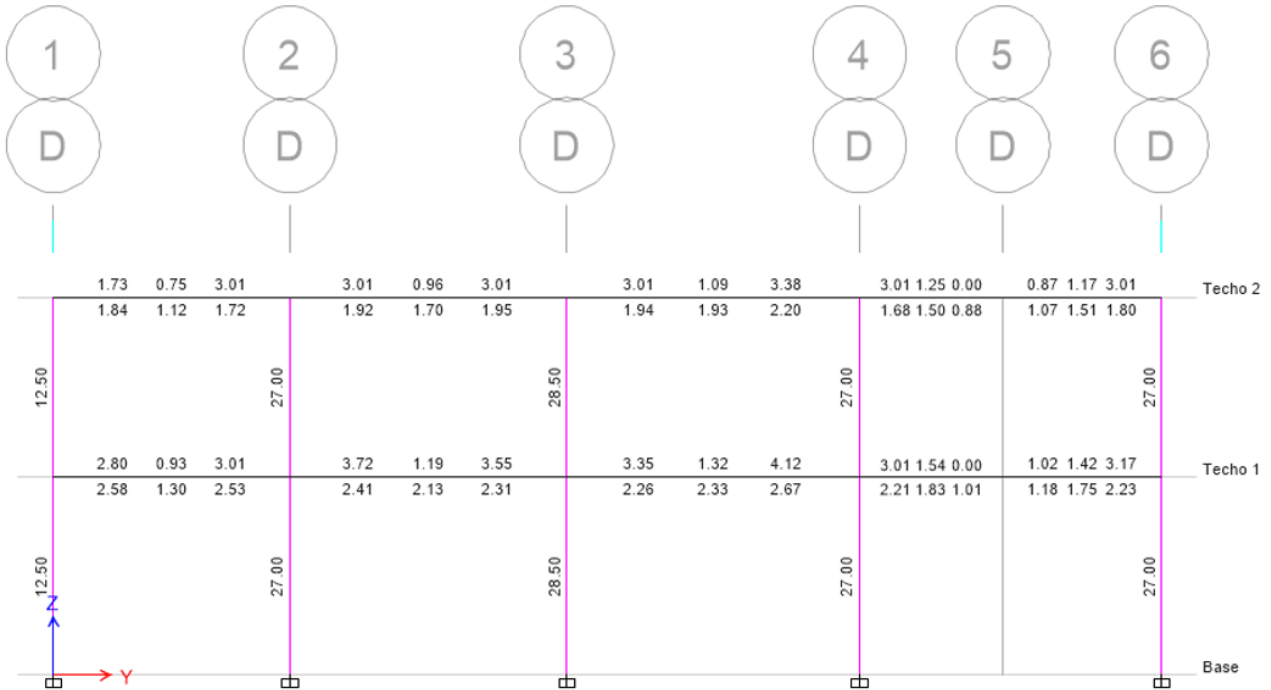 1 2 3 4 5 6
D D D D D D
1.73 0.75 3.01 3.01 0.96 3.01 3.01 1.09 3.38 3.01 1.25 0.00 0.87 1.17 3.01
Techo 2
1.84 1.12 1.72 1.92 1.70 1.95 1.94 1.93 2.20 1.68 1.50 0.88 1.07 1.51 1.80
12.50 27.00 28.50 27.00 27.00
2.80 0.93 3.01 3.72 1.19 3.55 3.35 1.32 4.12 3.01 1.54 0.00 1.02 1.42 3.17
Techo 1
2.58 1.30 2.53 2.41 2.13 2.31 2.26 2.33 2.67 2.21 1.83 1.01 1.18 1.75 2.23
12.50 27.00 28.50 27.00 27.00
Z
Y
Base